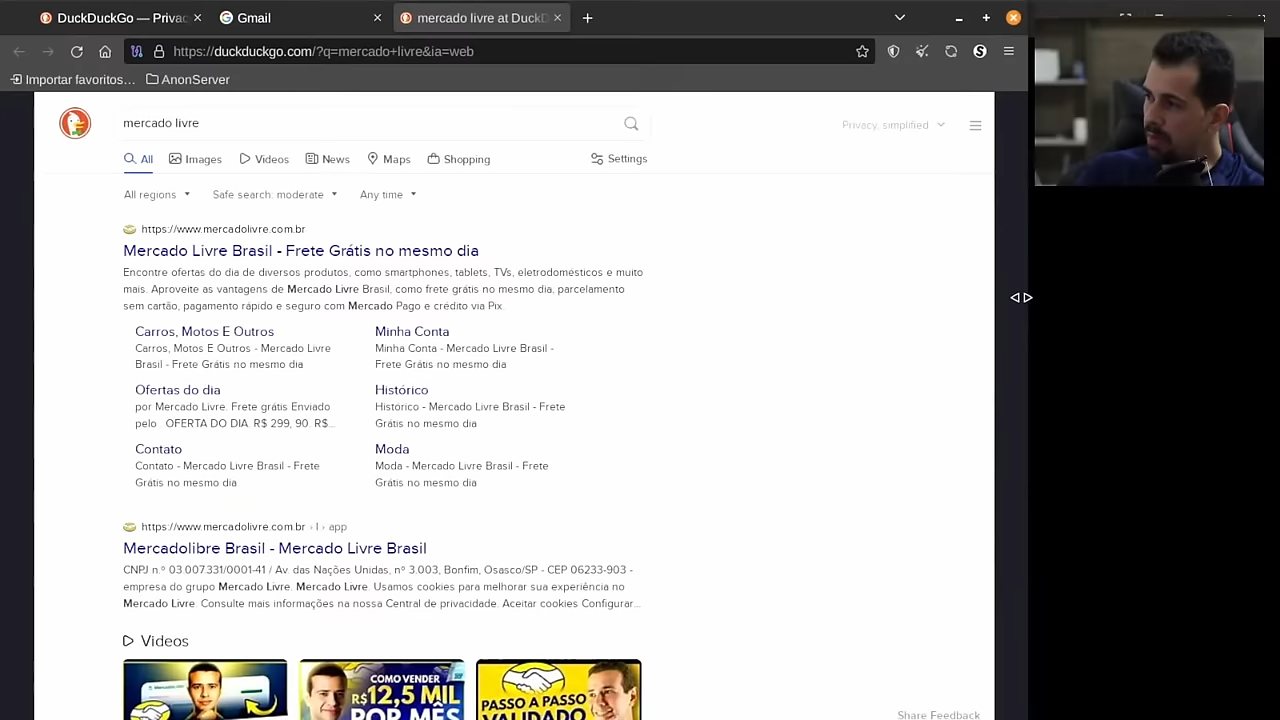 DuckDuckGo — Priva
Gmail
mercado livre at DuckD
https://duckduckgo.com/?q=mercado+livre&ia=web
Importar favoritos…
AnonServer
mercado livre
Privacy, simplified
All
Images
Videos
News
Maps
Shopping
Settings
All regions
Safe search: moderate
Any time
https://www.mercadolivre.com.br
Mercado Livre Brasil - Frete Grátis no mesmo dia
Encontre ofertas do dia de diversos produtos, como smartphones, tablets, TVs, eletrodomésticos e muito
mais. Aproveite as vantagens de Mercado Livre Brasil, como frete grátis no mesmo dia, parcelamento
sem cartão, pagamento rápido e seguro com Mercado Pago e crédito via Pix.
Carros, Motos E Outros
Carros, Motos E Outros - Mercado Livre
Brasil - Frete Grátis no mesmo dia
Minha Conta
Minha Conta - Mercado Livre Brasil -
Frete Grátis no mesmo dia
Ofertas do dia
por Mercado Livre. Frete grátis Enviado
pelo OFERTA DO DIA. R$ 299, 90. R$...
Histórico
Histórico - Mercado Livre Brasil - Frete
Grátis no mesmo dia
Contato
Contato - Mercado Livre Brasil - Frete
Grátis no mesmo dia
Moda
Moda - Mercado Livre Brasil - Frete
Grátis no mesmo dia
https://www.mercadolivre.com.br › l › app
Mercadolibre Brasil - Mercado Livre Brasil
CNPJ n.º 03.007.331/0001-41 / Av. das Nações Unidas, nº 3.003, Bonfim, Osasco/SP - CEP 06233-903 -
empresa do grupo Mercado Livre. Mercado Livre. Usamos cookies para melhorar sua experiência no
Mercado Livre. Consulte mais informações na nossa Central de privacidade. Aceitar cookies Configurar...
Videos
COMO VENDER
R$12,5 MIL
POR MÊS
PASSO A PASSO
VALIDADO
Share Feedback